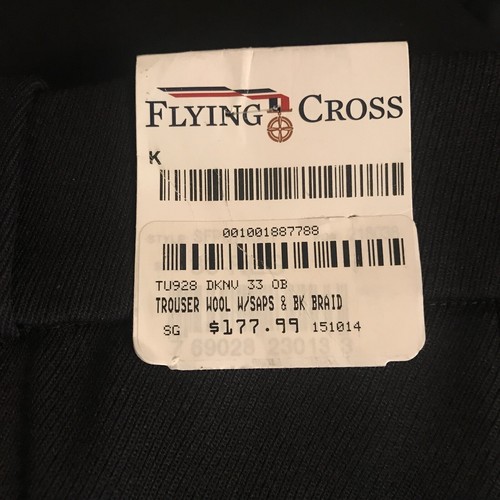 FLYING CROSS
K
001001887788
TU928 DKNV 33 OB
TROUSER WOOL W/SAPS & BK BRAID
SG $177.99 151014
69028 23013 3